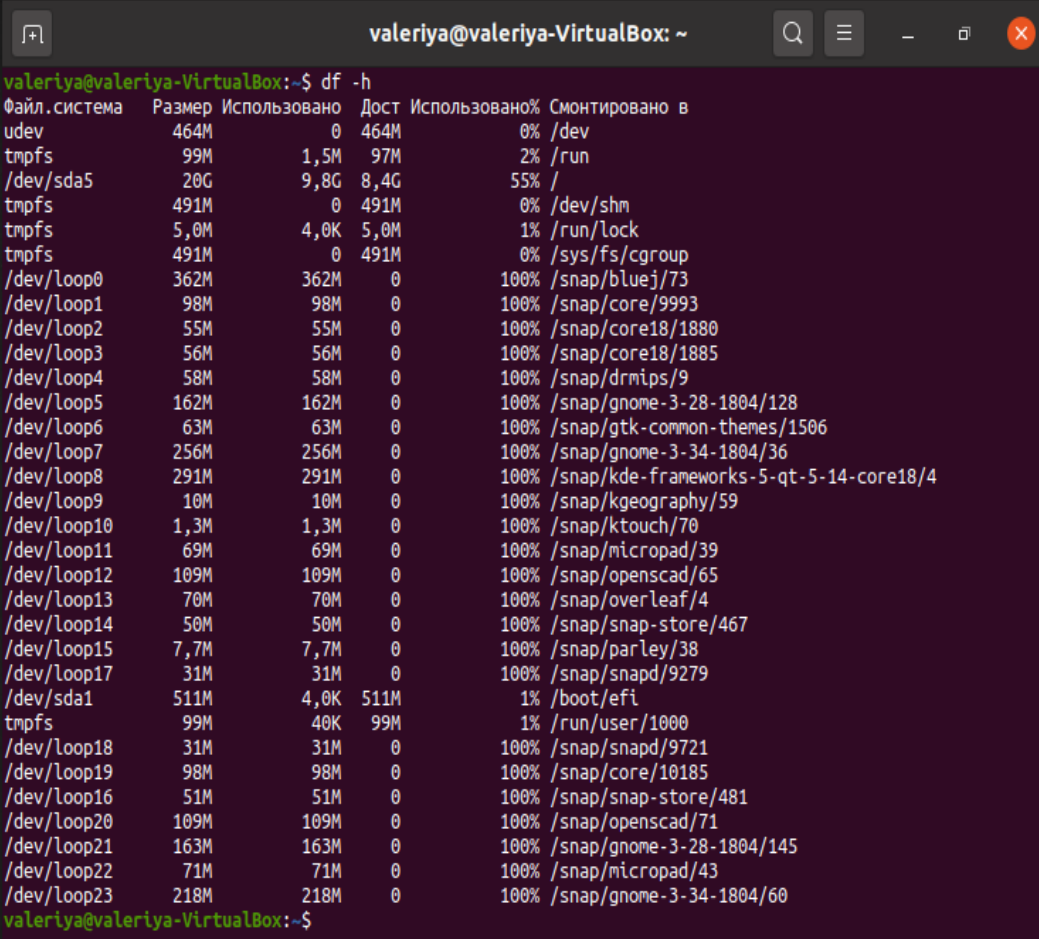 valeriya@valeriya-VirtualBox: ~
valeriya@valeriya-VirtualBox:~$ df -h
Файл.система Размер Использовано Дост Использовано% Смонтировано в
udev 464M 0 464M 0% /dev
tmpfs 99M 1,5M 97M 2% /run
/dev/sda5 20G 9,8G 8,4G 55% /
tmpfs 491M 0 491M 0% /dev/shm
tmpfs 5,0M 4,0K 5,0M 1% /run/lock
tmpfs 491M 0 491M 0% /sys/fs/cgroup
/dev/loop0 362M 362M 0 100% /snap/bluej/73
/dev/loop1 98M 98M 0 100% /snap/core/9993
/dev/loop2 55M 55M 0 100% /snap/core18/1880
/dev/loop3 56M 56M 0 100% /snap/core18/1885
/dev/loop4 58M 58M 0 100% /snap/drmips/9
/dev/loop5 162M 162M 0 100% /snap/gnome-3-28-1804/128
/dev/loop6 63M 63M 0 100% /snap/gtk-common-themes/1506
/dev/loop7 256M 256M 0 100% /snap/gnome-3-34-1804/36
/dev/loop8 291M 291M 0 100% /snap/kde-frameworks-5-qt-5-14-core18/4
/dev/loop9 10M 10M 0 100% /snap/kgeography/59
/dev/loop10 1,3M 1,3M 0 100% /snap/ktouch/70
/dev/loop11 69M 69M 0 100% /snap/micropad/39
/dev/loop12 109M 109M 0 100% /snap/openscad/65
/dev/loop13 70M 70M 0 100% /snap/overleaf/4
/dev/loop14 50M 50M 0 100% /snap/snap-store/467
/dev/loop15 7,7M 7,7M 0 100% /snap/parley/38
/dev/loop17 31M 31M 0 100% /snap/snapd/9279
/dev/sda1 511M 4,0K 511M 1% /boot/efi
tmpfs 99M 40K 99M 1% /run/user/1000
/dev/loop18 31M 31M 0 100% /snap/snapd/9721
/dev/loop19 98M 98M 0 100% /snap/core/10185
/dev/loop16 51M 51M 0 100% /snap/snap-store/481
/dev/loop20 109M 109M 0 100% /snap/openscad/71
/dev/loop21 163M 163M 0 100% /snap/gnome-3-28-1804/145
/dev/loop22 71M 71M 0 100% /snap/micropad/43
/dev/loop23 218M 218M 0 100% /snap/gnome-3-34-1804/60
valeriya@valeriya-VirtualBox:~$